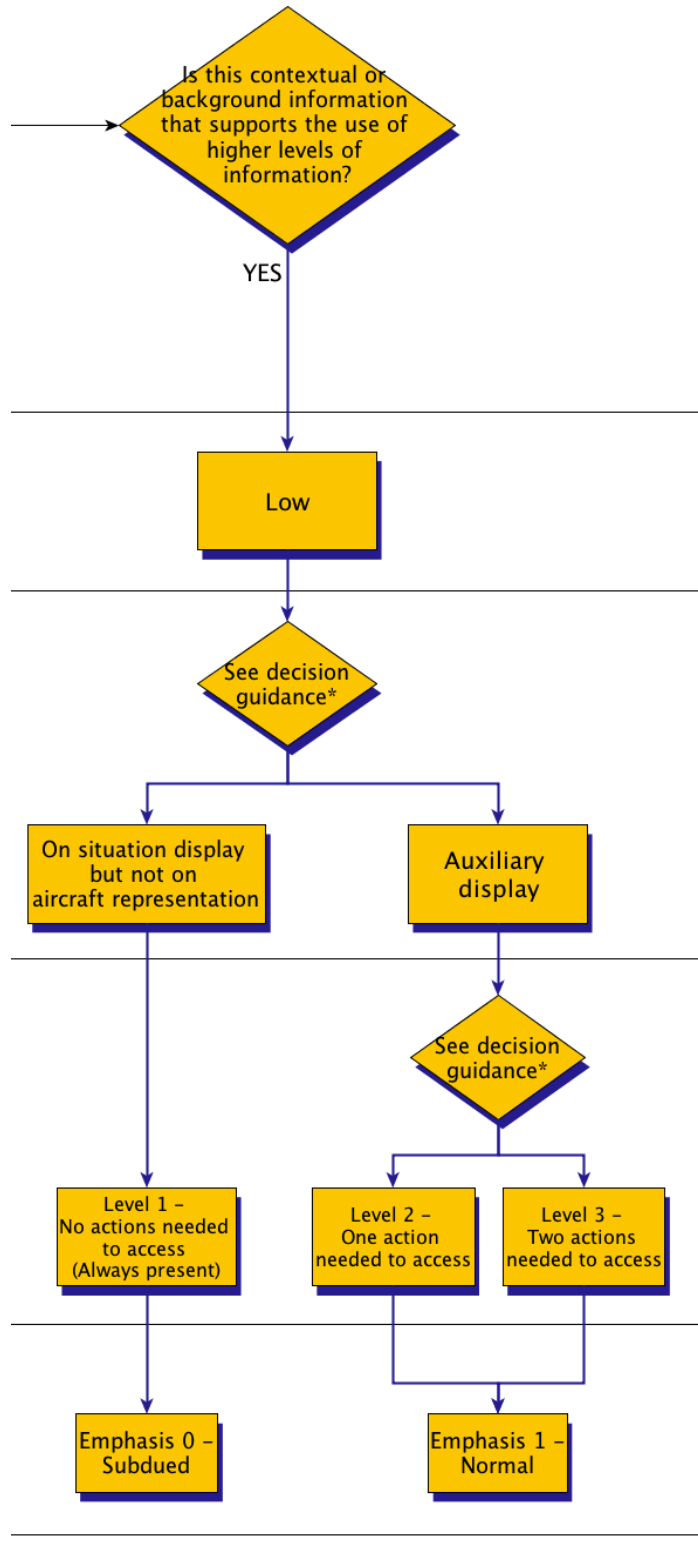 Is this contextual or
background information
that supports the use of
higher levels of
information?
YES
Low
See decision
guidance*
On situation display
but not on
aircraft representation
Auxiliary
display
See decision
guidance*
Level 1 –
No actions needed
to access
(Always present)
Level 2 –
One action
needed to access
Level 3 –
Two actions
needed to access
Emphasis 0 –
Subdued
Emphasis 1 –
Normal